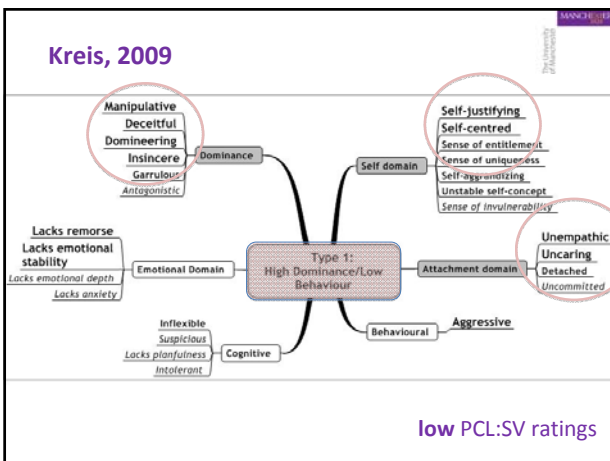 MANCHESTER
1824
The University
of Manchester
Kreis, 2009
Manipulative
Deceitful
Domineering
Insincere
Garrulous
Antagonistic
Dominance
Self-justifying
Self-centred
Sense of entitlement
Sense of uniqueness
Self-aggrandizing
Unstable self-concept
Sense of invulnerability
Self domain
Lacks remorse
Lacks emotional
stability
Lacks emotional depth
Lacks anxiety
Emotional Domain
Type 1:
High Dominance/Low
Behaviour
Attachment domain
Unempathic
Uncaring
Detached
Uncommitted
Inflexible
Suspicious
Lacks planfulness
Intolerant
Cognitive
Behavioural
Aggressive
low PCL:SV ratings